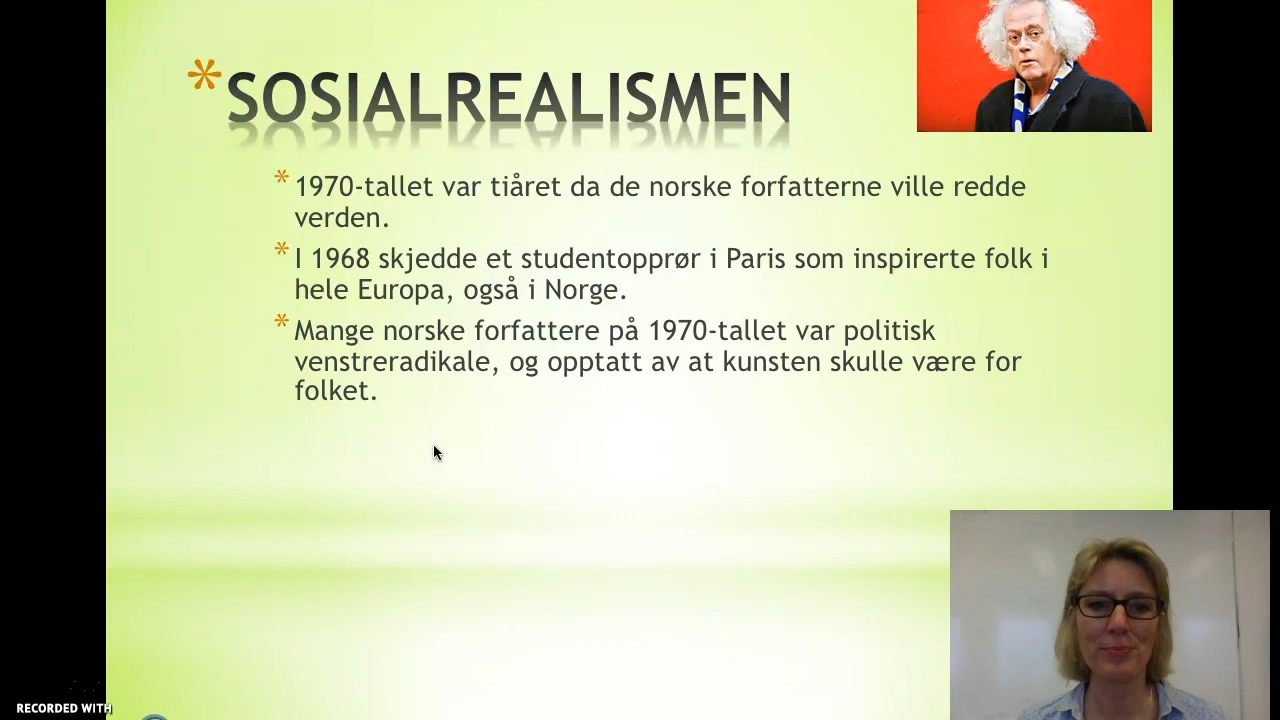 *SOSIALREALISMEN
* 1970-tallet var tiåret da de norske forfatterne ville redde
verden.
* I 1968 skjedde et studentopprør i Paris som inspirerte folk i
hele Europa, også i Norge.
* Mange norske forfattere på 1970-tallet var politisk
venstreradikale, og opptatt av at kunsten skulle være for
folket.
RECORDED WITH